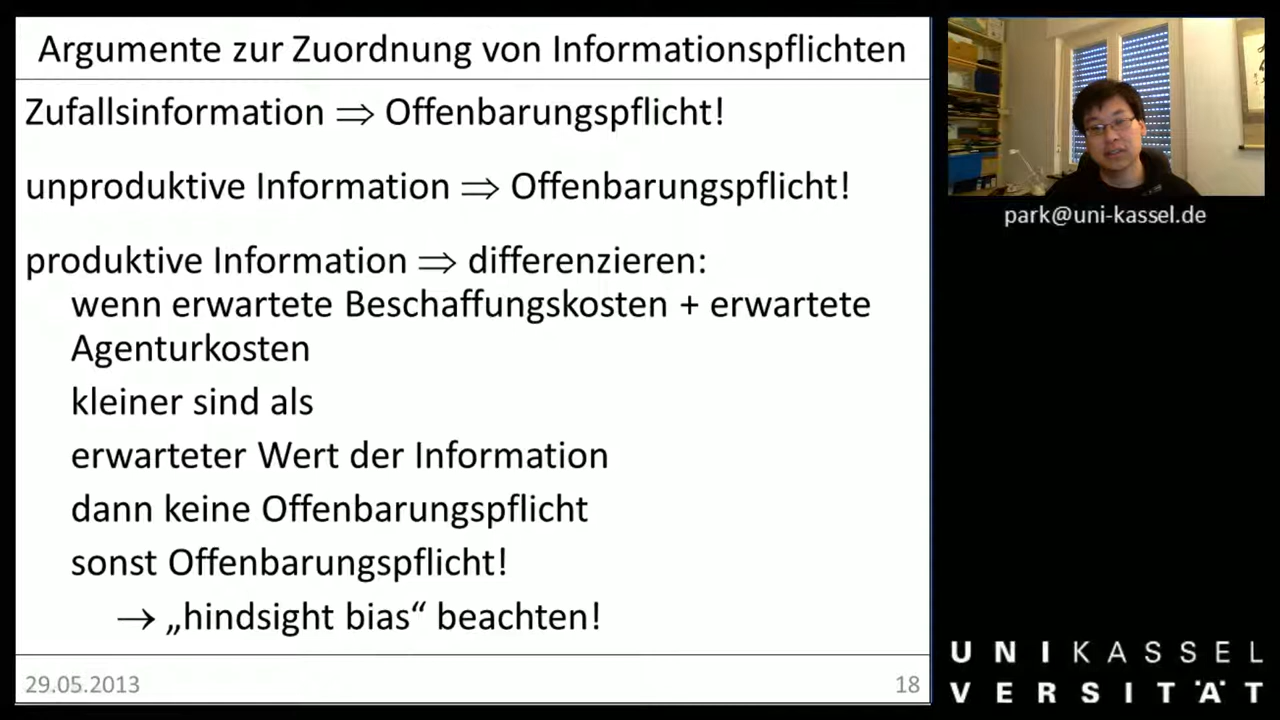 Argumente zur Zuordnung von Informationspflichten
Zufallsinformation ⇒ Offenbarungspflicht!
unproduktive Information ⇒ Offenbarungspflicht!
produktive Information ⇒ differenzieren:
wenn erwartete Beschaffungskosten + erwartete
Agenturkosten
kleiner sind als
erwarteter Wert der Information
dann keine Offenbarungspflicht
sonst Offenbarungspflicht!
→ „hindsight bias“ beachten!
29.05.2013
18
park@uni-kassel.de
UNIKASSEL
VERSITÄT